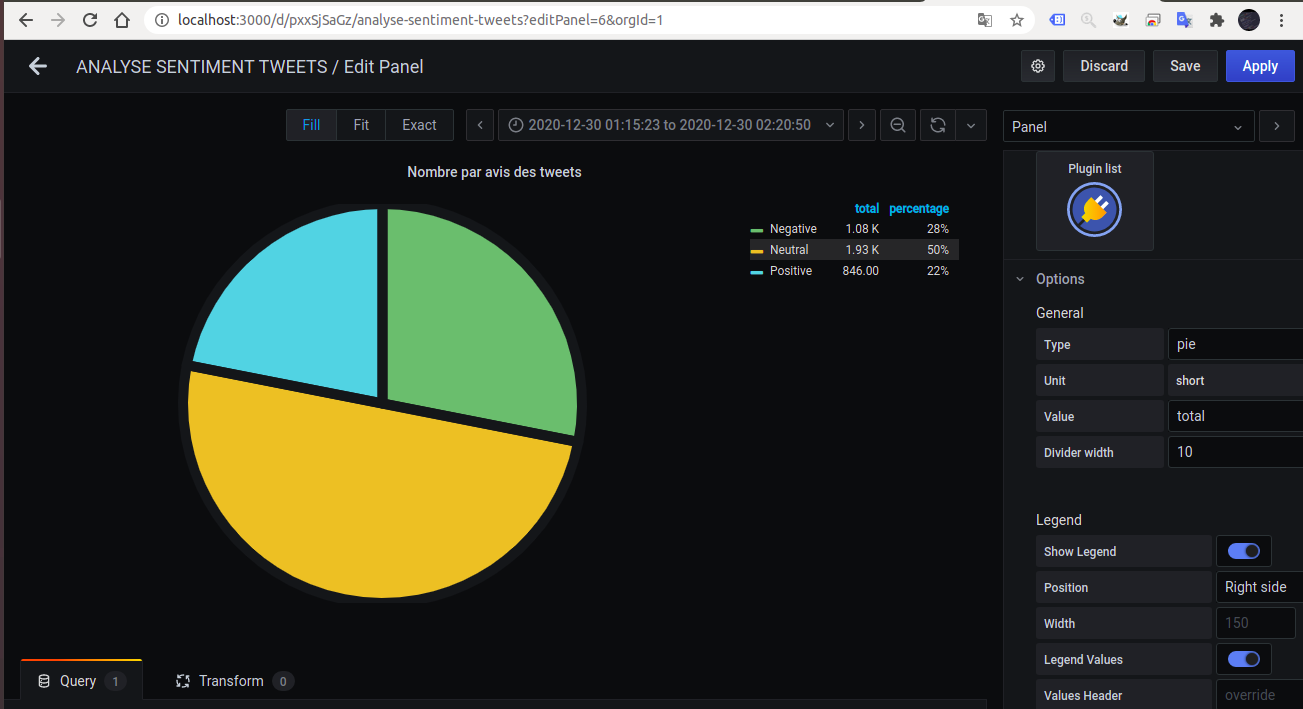 localhost:3000/d/pxxSjSaGz/analyse-sentiment-tweets?editPanel=6&orgId=1
ANALYSE SENTIMENT TWEETS / Edit Panel
Discard Save Apply
Fill Fit Exact 2020-12-30 01:15:23 to 2020-12-30 02:20:50
Panel
Nombre par avis des tweets
total percentage
Negative 1.08 K 28%
Neutral 1.93 K 50%
Positive 846.00 22%
Plugin list
Options
General
Type pie
Unit short
Value total
Divider width 10
Legend
Show Legend
Position Right side
Width 150
Legend Values
Values Header override
Query 1 Transform 0